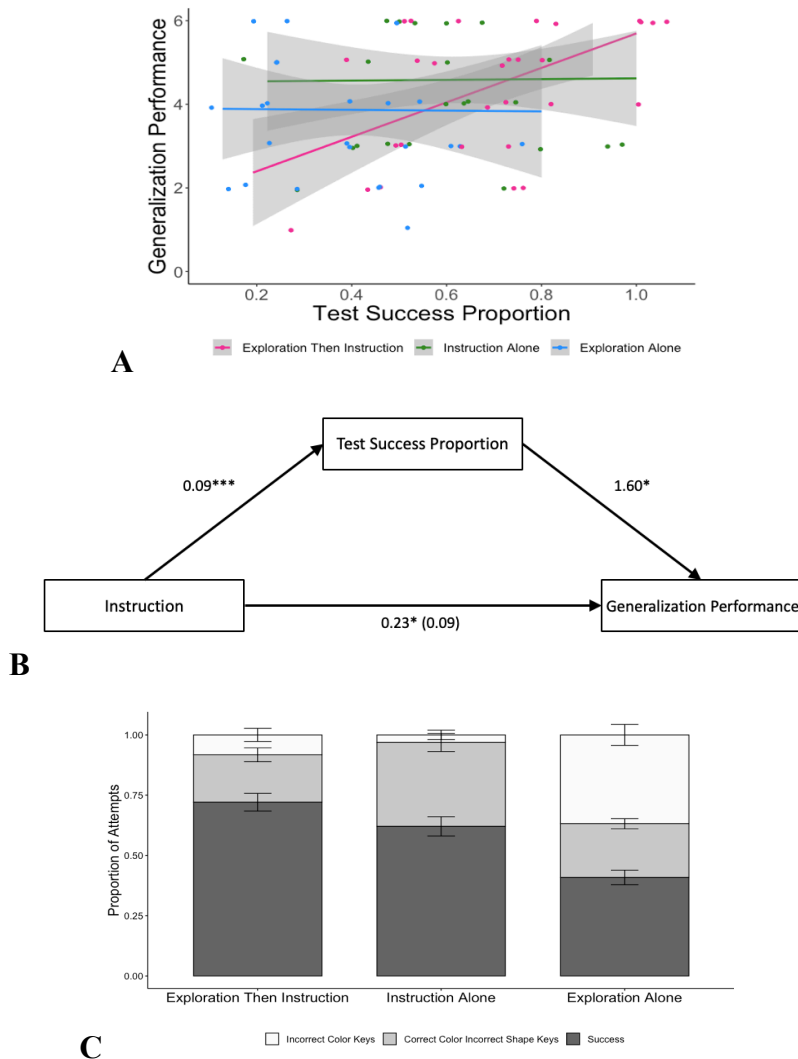 Generalization Performance
6
4
2
0
0.2 0.4 0.6 0.8 1.0
Test Success Proportion
Exploration Then Instruction Instruction Alone Exploration Alone
A
Test Success Proportion
0.09*** 1.60*
Instruction Generalization Performance
0.23* (0.09)
B
Proportion of Attempts
1.00
0.75
0.50
0.25
0.00
Exploration Then Instruction Instruction Alone Exploration Alone
Incorrect Color Keys Correct Color Incorrect Shape Keys Success
C